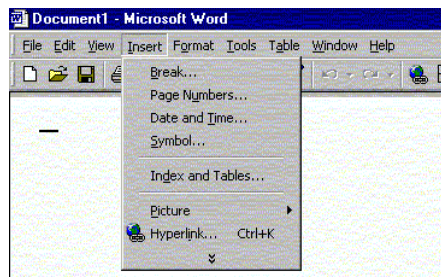 Document1 - Microsoft Word
File Edit View Insert Format Tools Table Window Help
Break...
Page Numbers...
Date and Time...
Symbol...
Index and Tables...
Picture
Hyperlink... Ctrl+K